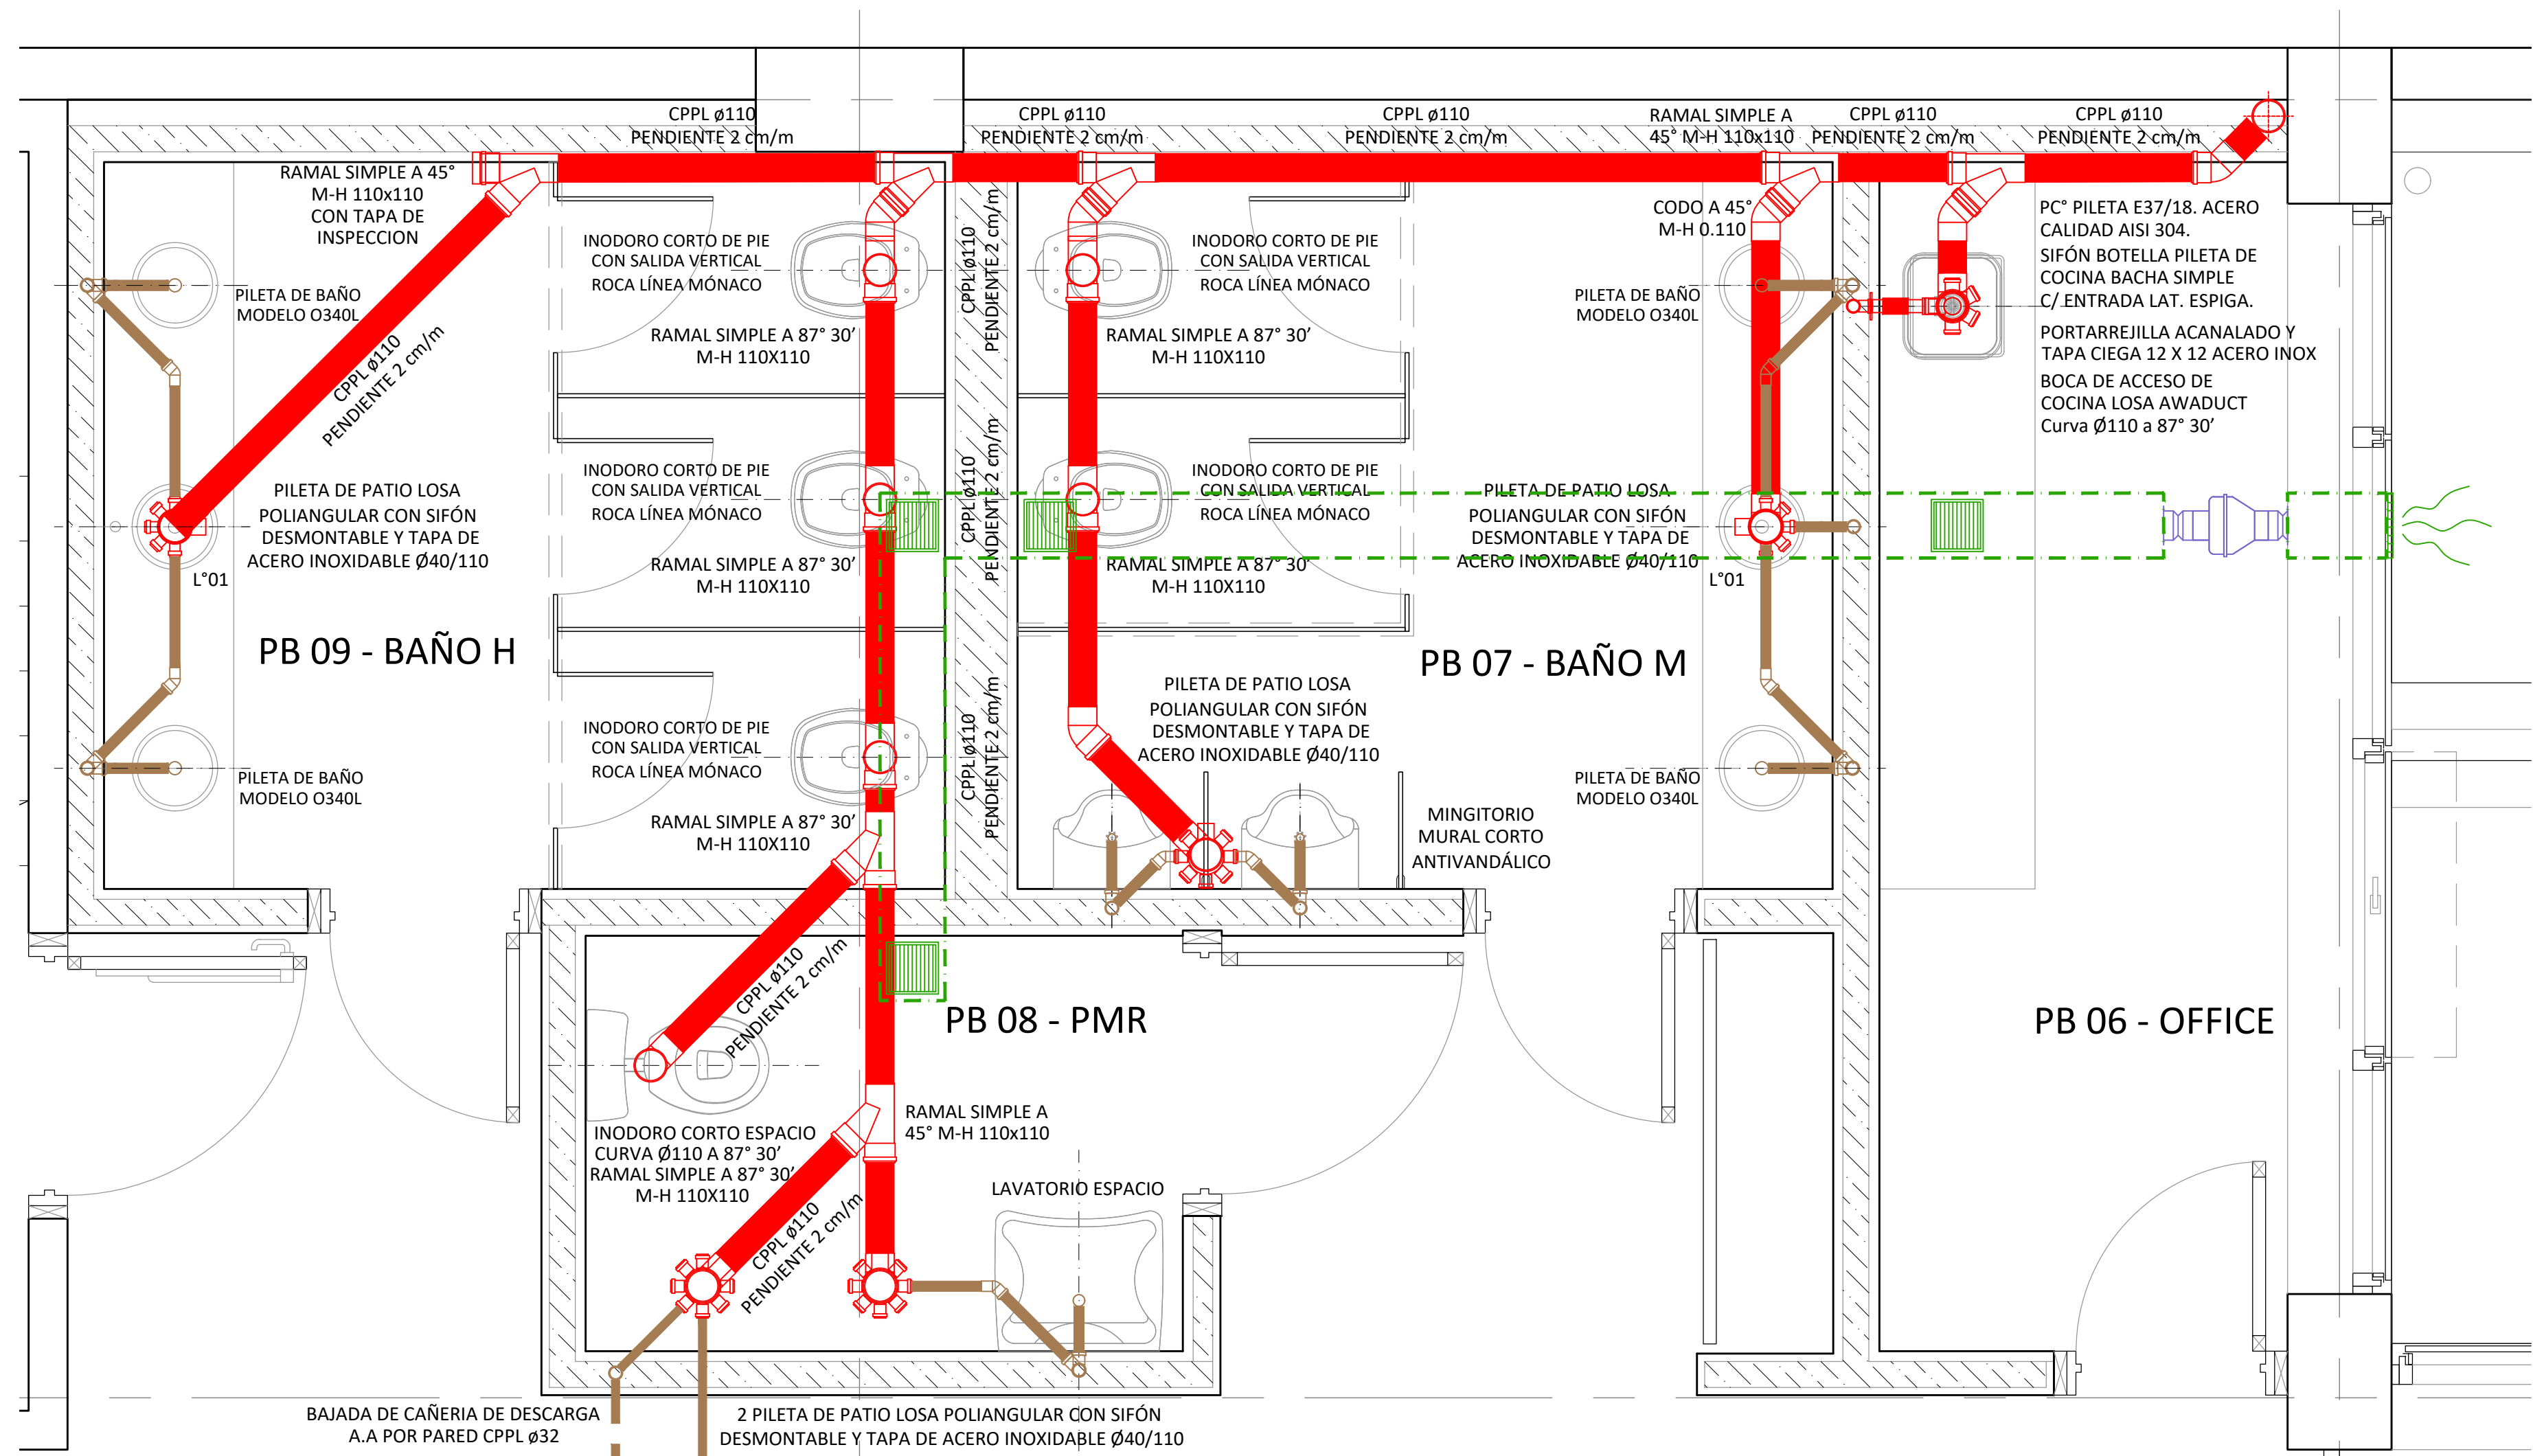 CPPL ø110
PENDIENTE 2 cm/m
CPPL ø110
PENDIENTE 2 cm/m
CPPL ø110
PENDIENTE 2 cm/m
RAMAL SIMPLE A
45° M-H 110x110
CPPL ø110
PENDIENTE 2 cm/m
CPPL ø110
PENDIENTE 2 cm/m
RAMAL SIMPLE A 45°
M-H 110x110
CON TAPA DE
INSPECCION
PILETA DE BAÑO
MODELO O340L
CPPL ø110
PENDIENTE 2 cm/m
INODORO CORTO DE PIE
CON SALIDA VERTICAL
ROCA LÍNEA MÓNACO
RAMAL SIMPLE A 87° 30’
M-H 110X110
CPPL ø110
PENDIENTE 2 cm/m
INODORO CORTO DE PIE
CON SALIDA VERTICAL
ROCA LÍNEA MÓNACO
RAMAL SIMPLE A 87° 30’
M-H 110X110
CODO A 45°
M-H 0.110
PILETA DE BAÑO
MODELO O340L
PC° PILETA E37/18. ACERO
CALIDAD AISI 304.
SIFÓN BOTELLA PILETA DE
COCINA BACHA SIMPLE
C/ ENTRADA LAT. ESPIGA.
PORTARREJILLA ACANALADO Y
TAPA CIEGA 12 X 12 ACERO INOX
BOCA DE ACCESO DE
COCINA LOSA AWADUCT
Curva Ø110 a 87° 30’
PILETA DE PATIO LOSA
POLIANGULAR CON SIFÓN
DESMONTABLE Y TAPA DE
ACERO INOXIDABLE Ø40/110
L°01
INODORO CORTO DE PIE
CON SALIDA VERTICAL
ROCA LÍNEA MÓNACO
RAMAL SIMPLE A 87° 30’
M-H 110X110
CPPL ø110
PENDIENTE 2 cm/m
INODORO CORTO DE PIE
CON SALIDA VERTICAL
ROCA LÍNEA MÓNACO
RAMAL SIMPLE A 87° 30’
M-H 110X110
PILETA DE PATIO LOSA
POLIANGULAR CON SIFÓN
DESMONTABLE Y TAPA DE
ACERO INOXIDABLE Ø40/110
L°01
PB 09 - BAÑO H
PB 07 - BAÑO M
PILETA DE BAÑO
MODELO O340L
INODORO CORTO DE PIE
CON SALIDA VERTICAL
ROCA LÍNEA MÓNACO
RAMAL SIMPLE A 87° 30’
M-H 110X110
CPPL ø110
PENDIENTE 2 cm/m
PILETA DE PATIO LOSA
POLIANGULAR CON SIFÓN
DESMONTABLE Y TAPA DE
ACERO INOXIDABLE Ø40/110
MINGITORIO
MURAL CORTO
ANTIVANDÁLICO
PILETA DE BAÑO
MODELO O340L
CPPL ø110
PENDIENTE 2 cm/m
PB 08 - PMR
PB 06 - OFFICE
INODORO CORTO ESPACIO
CURVA Ø110 A 87° 30’
RAMAL SIMPLE A 87° 30’
M-H 110X110
RAMAL SIMPLE A
45° M-H 110x110
LAVATORIO ESPACIO
CPPL ø110
PENDIENTE 2 cm/m
BAJADA DE CAÑERIA DE DESCARGA
A.A POR PARED CPPL ø32
2 PILETA DE PATIO LOSA POLIANGULAR CON SIFÓN
DESMONTABLE Y TAPA DE ACERO INOXIDABLE Ø40/110